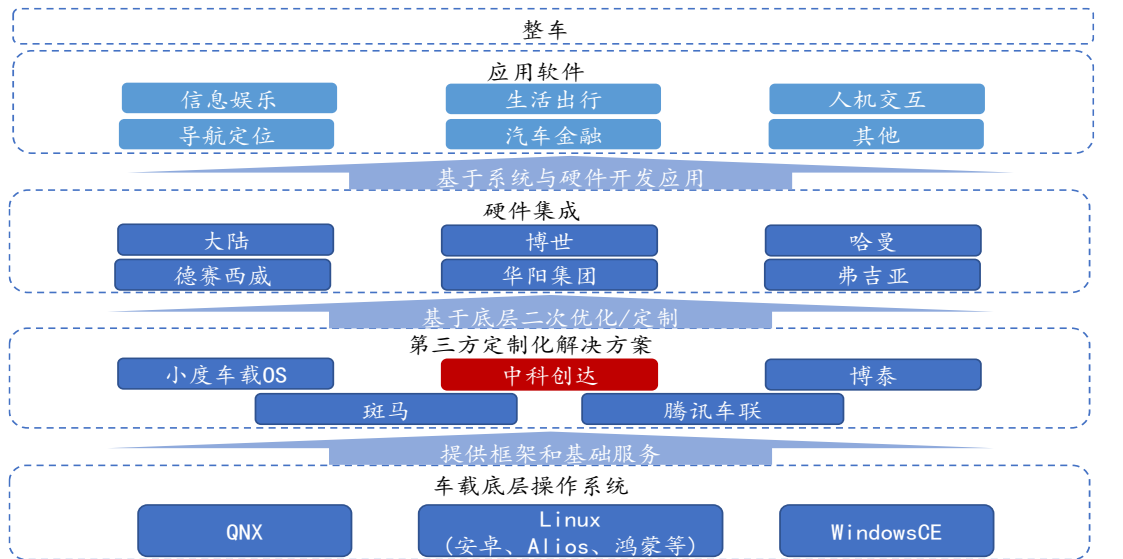 整车
应用软件
信息娱乐 生活出行 人机交互
导航定位 汽车金融 其他
基于系统与硬件开发应用
硬件集成
大陆 博世 哈曼
德赛西威 华阳集团 弗吉亚
基于底层二次优化/定制
第三方定制化解决方案
小度车载OS 中科创达 博泰
斑马 腾讯车联
提供框架和基础服务
车载底层操作系统
QNX
Linux
(安卓、Alios、鸿蒙等)
WindowsCE